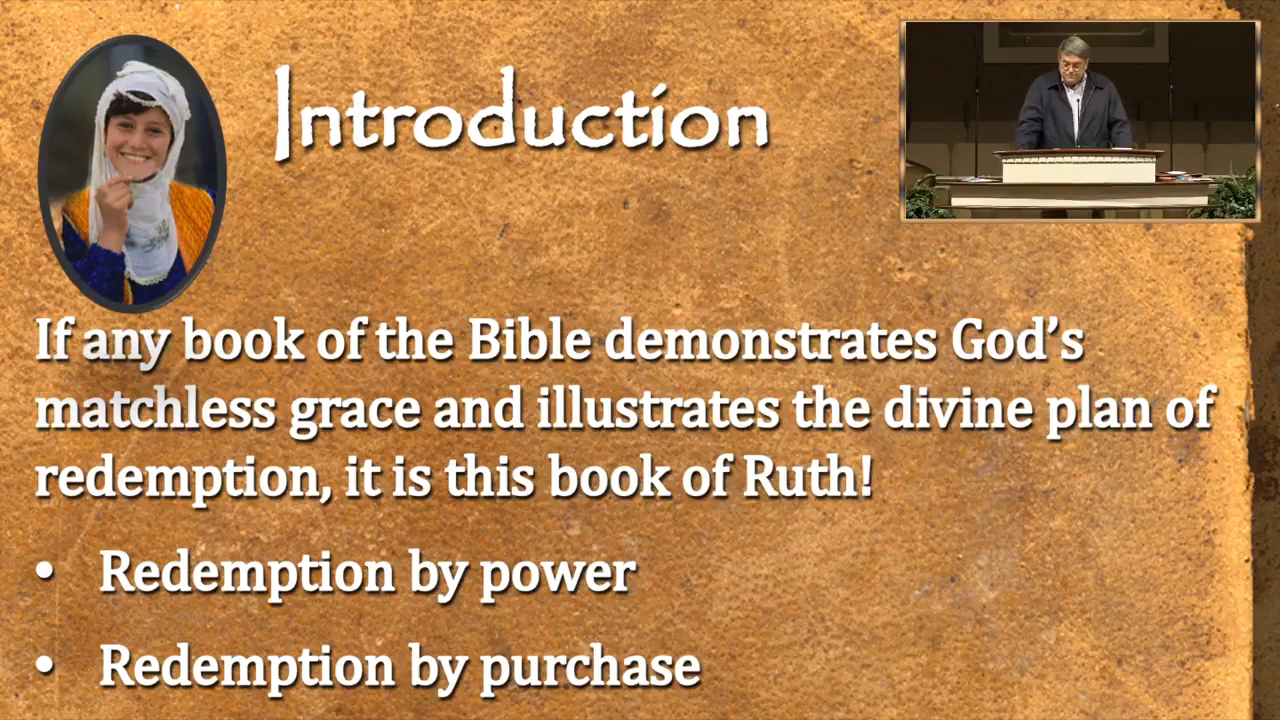 Introduction
If any book of the Bible demonstrates God’s
matchless grace and illustrates the divine plan of
redemption, it is this book of Ruth!
• Redemption by power
• Redemption by purchase